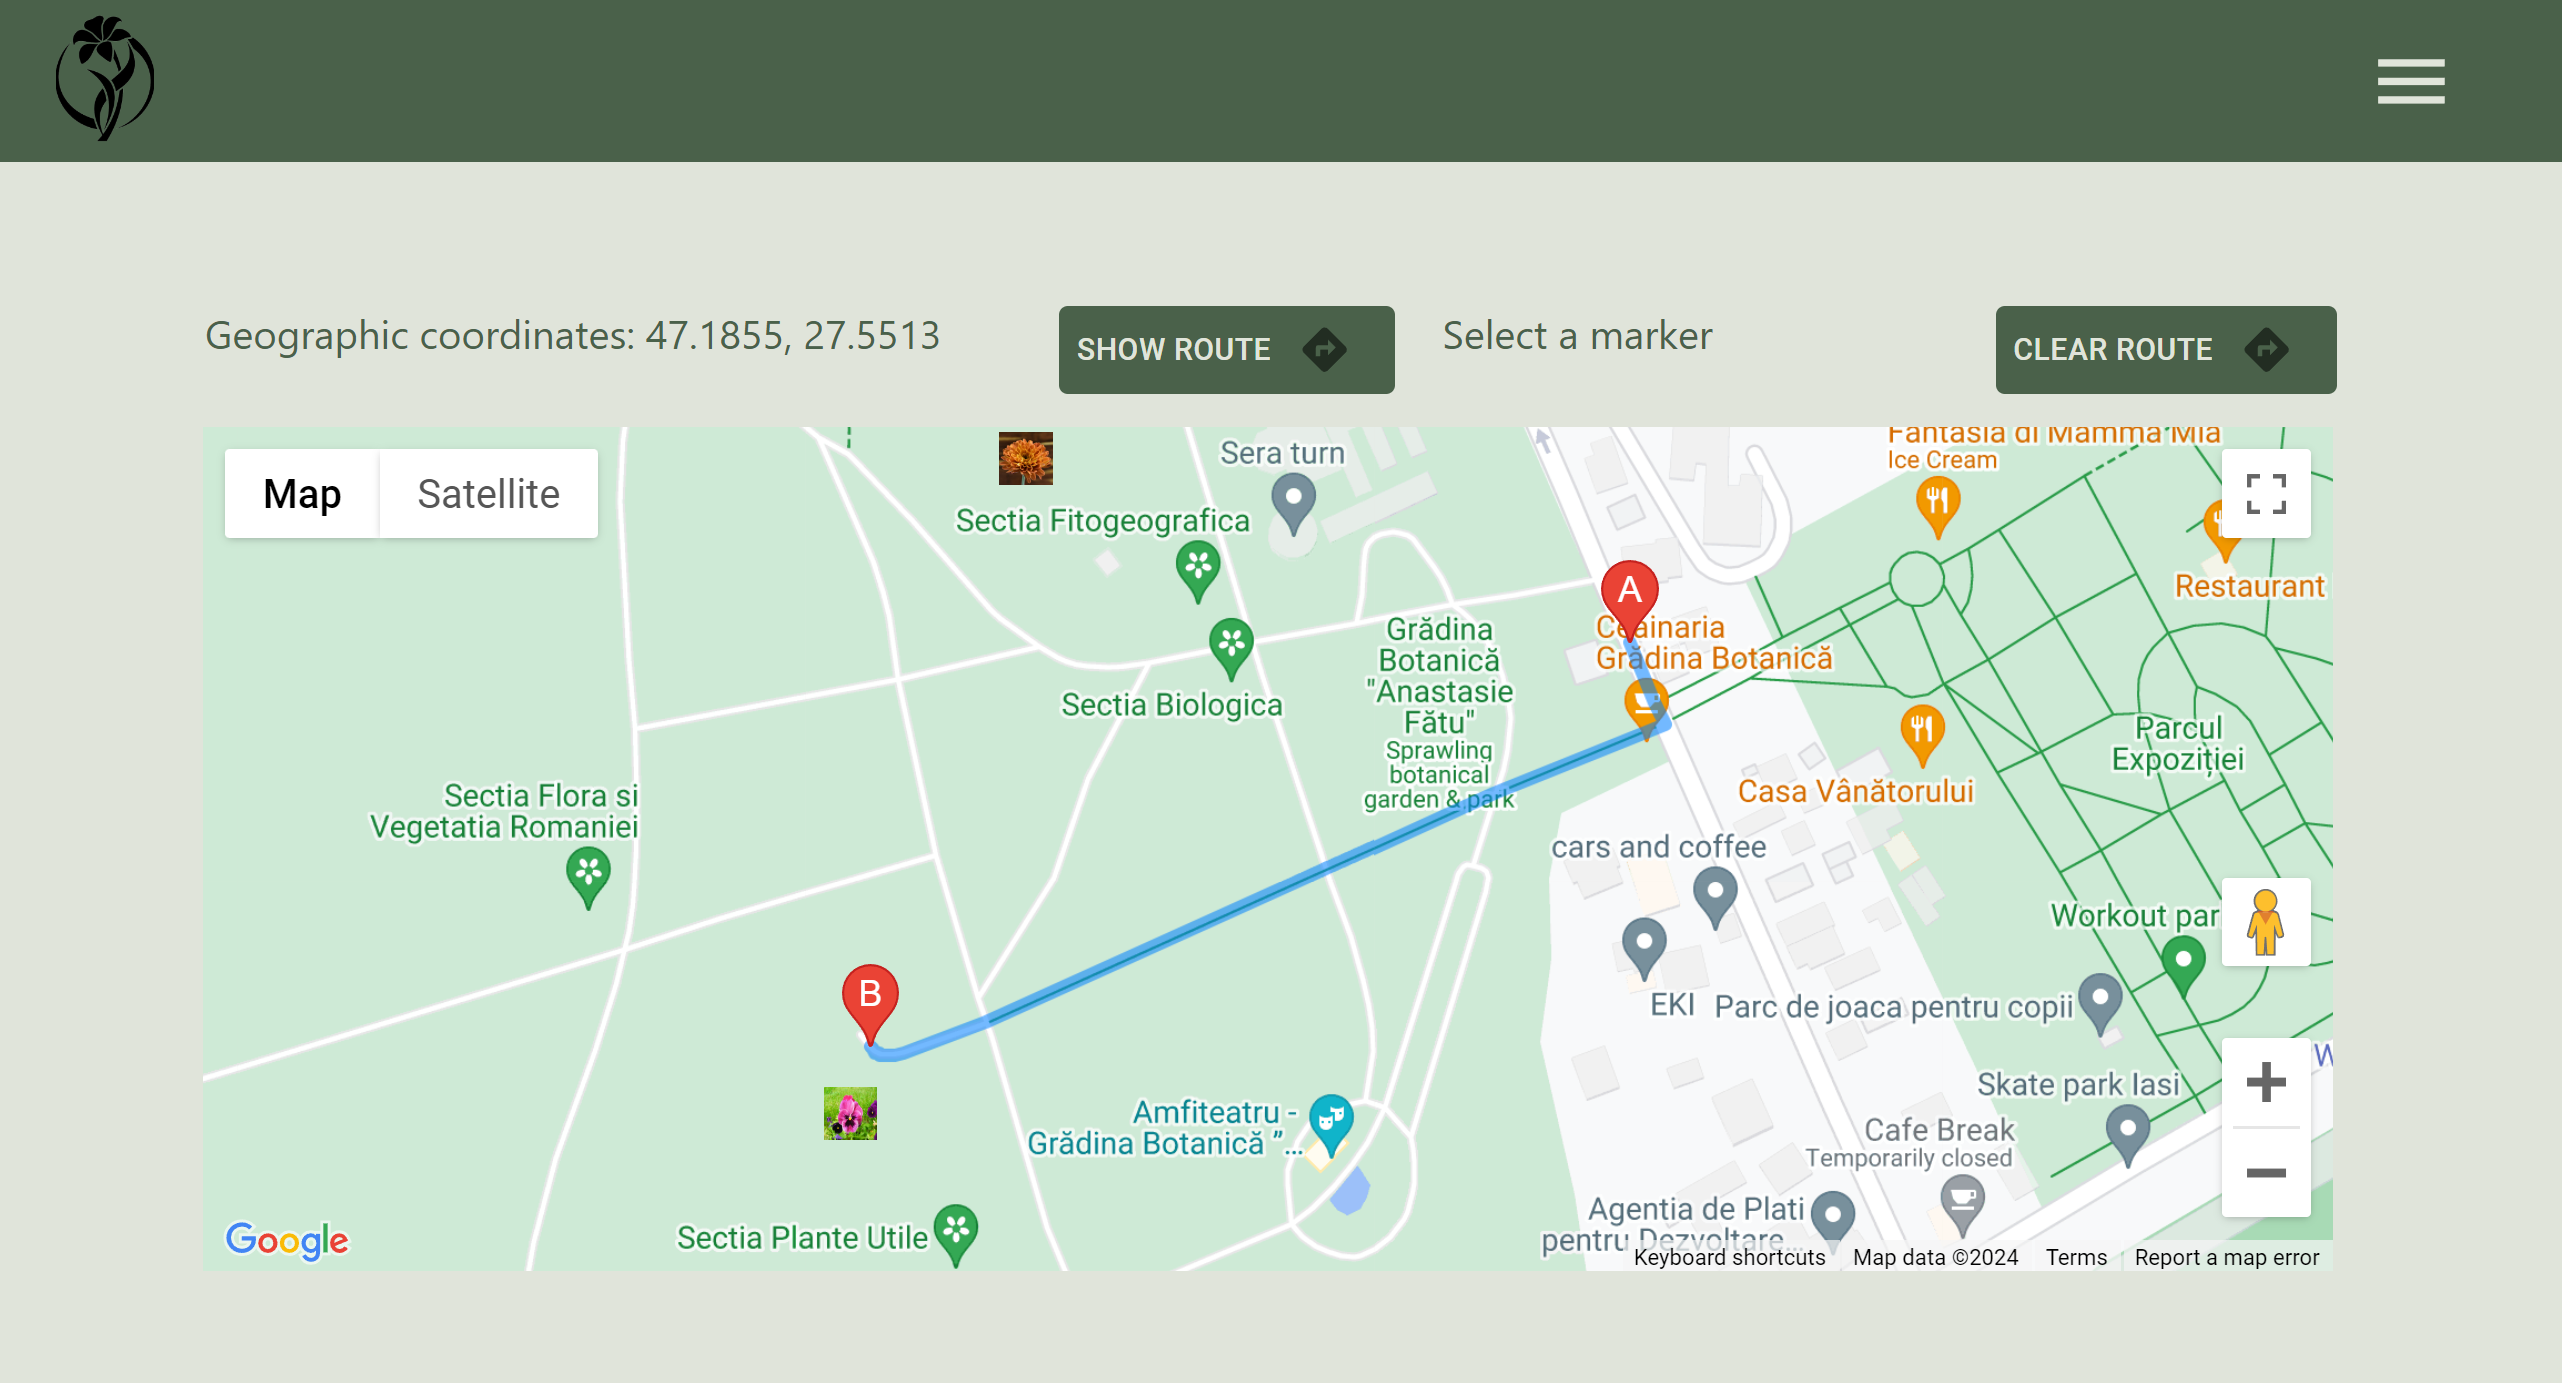 Geographic coordinates: 47.1855, 27.5513
SHOW ROUTE
Select a marker
CLEAR ROUTE
Map
Satellite
Sera turn
Fantasia di Mamma Mia
Ice Cream
Sectia Fitogeografica
Restaurant
A
Ceainaria
Grădina Botanică
Grădina
Botanică
"Anastasie
Fătu"
Sprawling
botanical
garden & park
Sectia Biologica
Parcul
Expoziției
Casa Vânătorului
Sectia Flora si
Vegetatia Romaniei
cars and coffee
Workout par
B
EKI
Parc de joaca pentru copii
W
Skate park Iasi
Amfiteatru -
Grădina Botanică ”...
Cafe Break
Temporarily closed
Agentia de Plati
pentru Dezvoltare...
Sectia Plante Utile
Google
Keyboard shortcuts
Map data ©2024
Terms
Report a map error